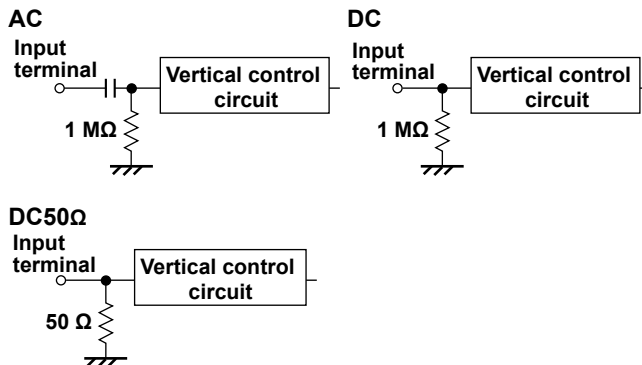 AC
Input
terminal
Vertical control
circuit
1 MΩ
DC
Input
terminal
Vertical control
circuit
1 MΩ
DC50Ω
Input
terminal
Vertical control
circuit
50 Ω